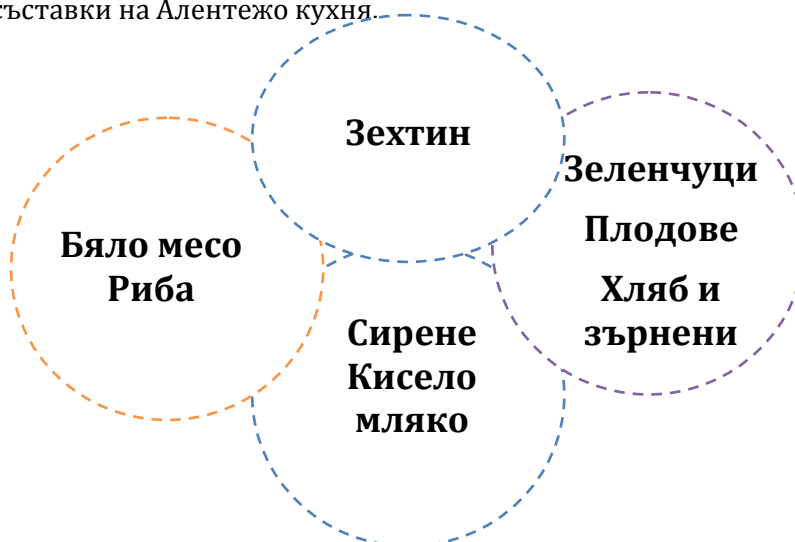 съставки на Алентежо кухня.
Зехтин
Зеленчуци
Плодове
Хляб и
зърнени
Бяло месо
Риба
Сирене
Кисело
мляко